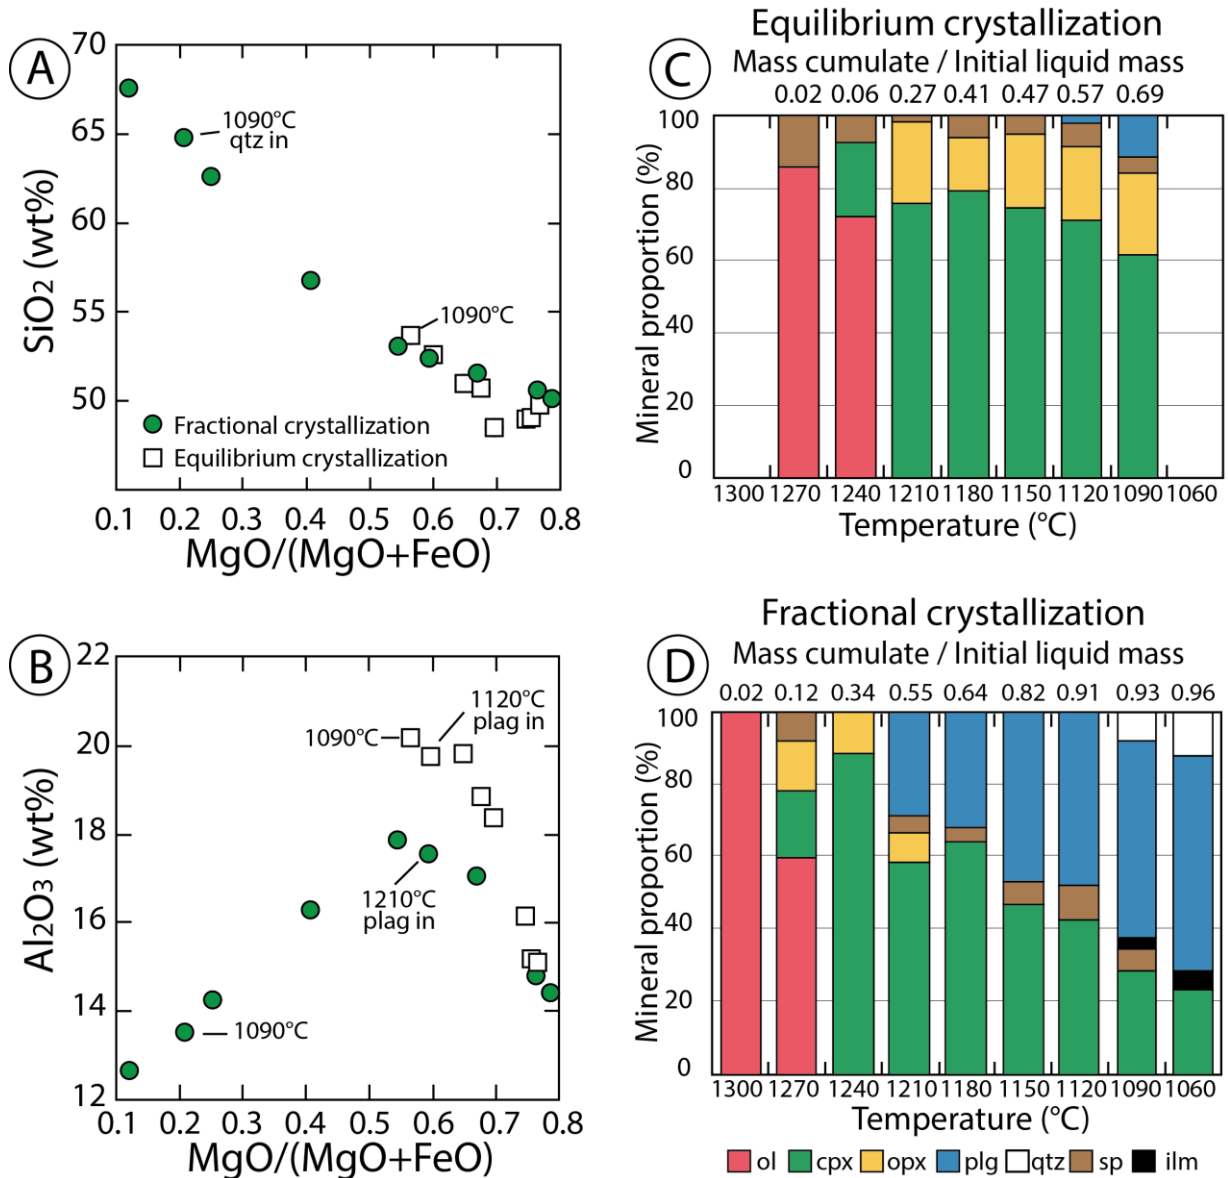 A
70
65
60
55
50
SiO2 (wt%)
1090°C
qtz in
1090°C
Fractional crystallization
Equilibrium crystallization
0.1 0.2 0.3 0.4 0.5 0.6 0.7 0.8
MgO/(MgO+FeO)
B
22
20
18
16
14
12
Al2O3 (wt%)
1120°C
plag in
1090°C
1210°C
plag in
1090°C
0.1 0.2 0.3 0.4 0.5 0.6 0.7 0.8
MgO/(MgO+FeO)
Equilibrium crystallization
C
Mass cumulate / Initial liquid mass
0.02 0.06 0.27 0.41 0.47 0.57 0.69
100
80
60
40
20
0
Mineral proportion (%)
1300 1270 1240 1210 1180 1150 1120 1090 1060
Temperature (°C)
Fractional crystallization
D
Mass cumulate / Initial liquid mass
0.02 0.12 0.34 0.55 0.64 0.82 0.91 0.93 0.96
100
80
60
40
20
0
Mineral proportion (%)
1300 1270 1240 1210 1180 1150 1120 1090 1060
Temperature (°C)
ol cpx opx plg qtz sp ilm